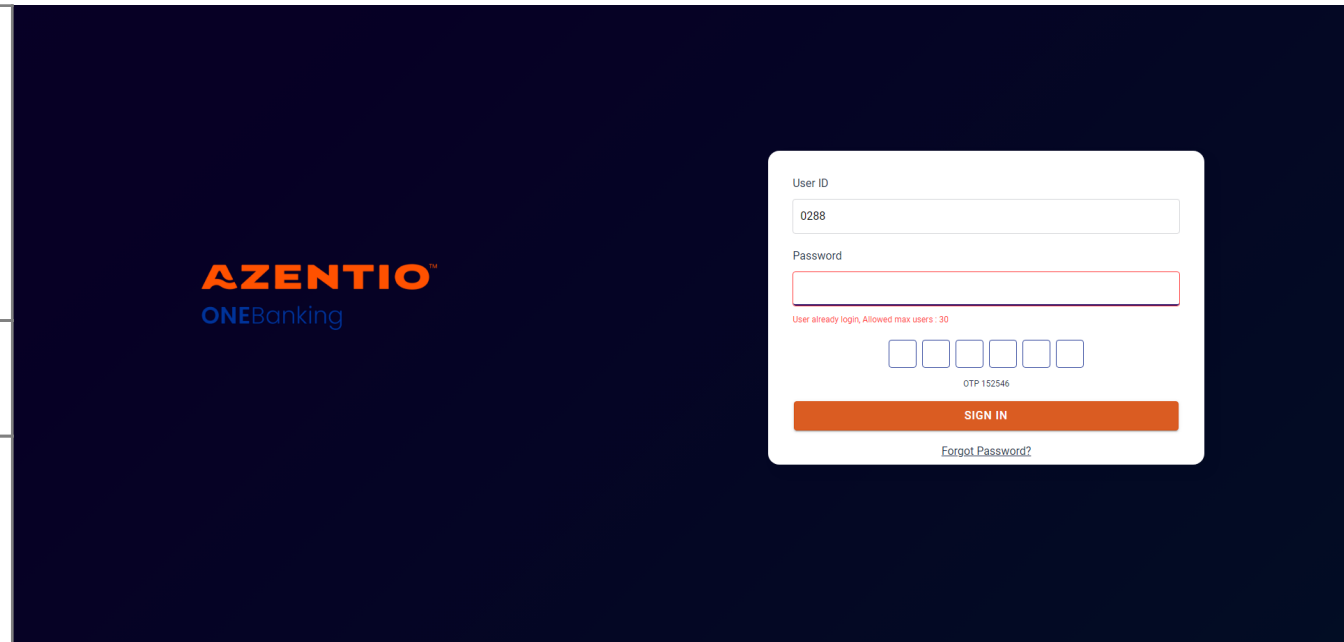 User ID
0288
AZENTIO™
ONEBanking
Password
User already login, Allowed max users : 30
OTP 152546
SIGN IN
Forgot Password?